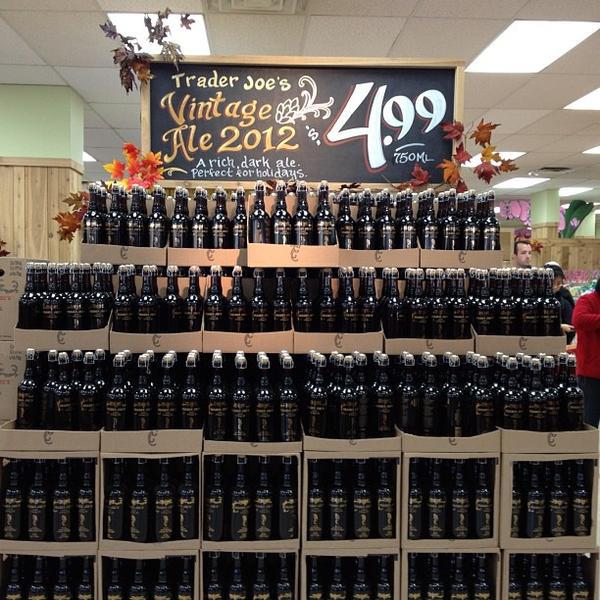 Trader Joe's
Vintage
Ale 2012 's.
4.99
750ML
A rich, dark ale.
Perfect for holidays.